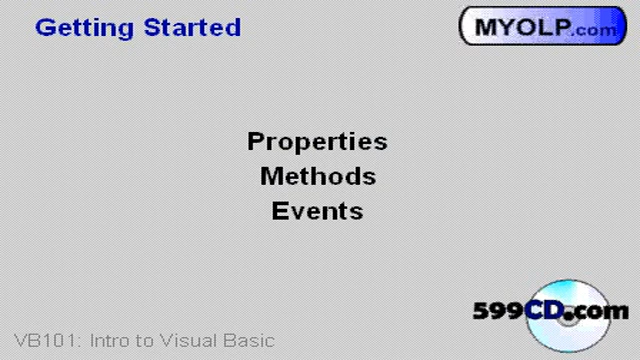 Getting Started
MYOLP.com
Properties
Methods
Events
599CD.com
VB101: Intro to Visual Basic